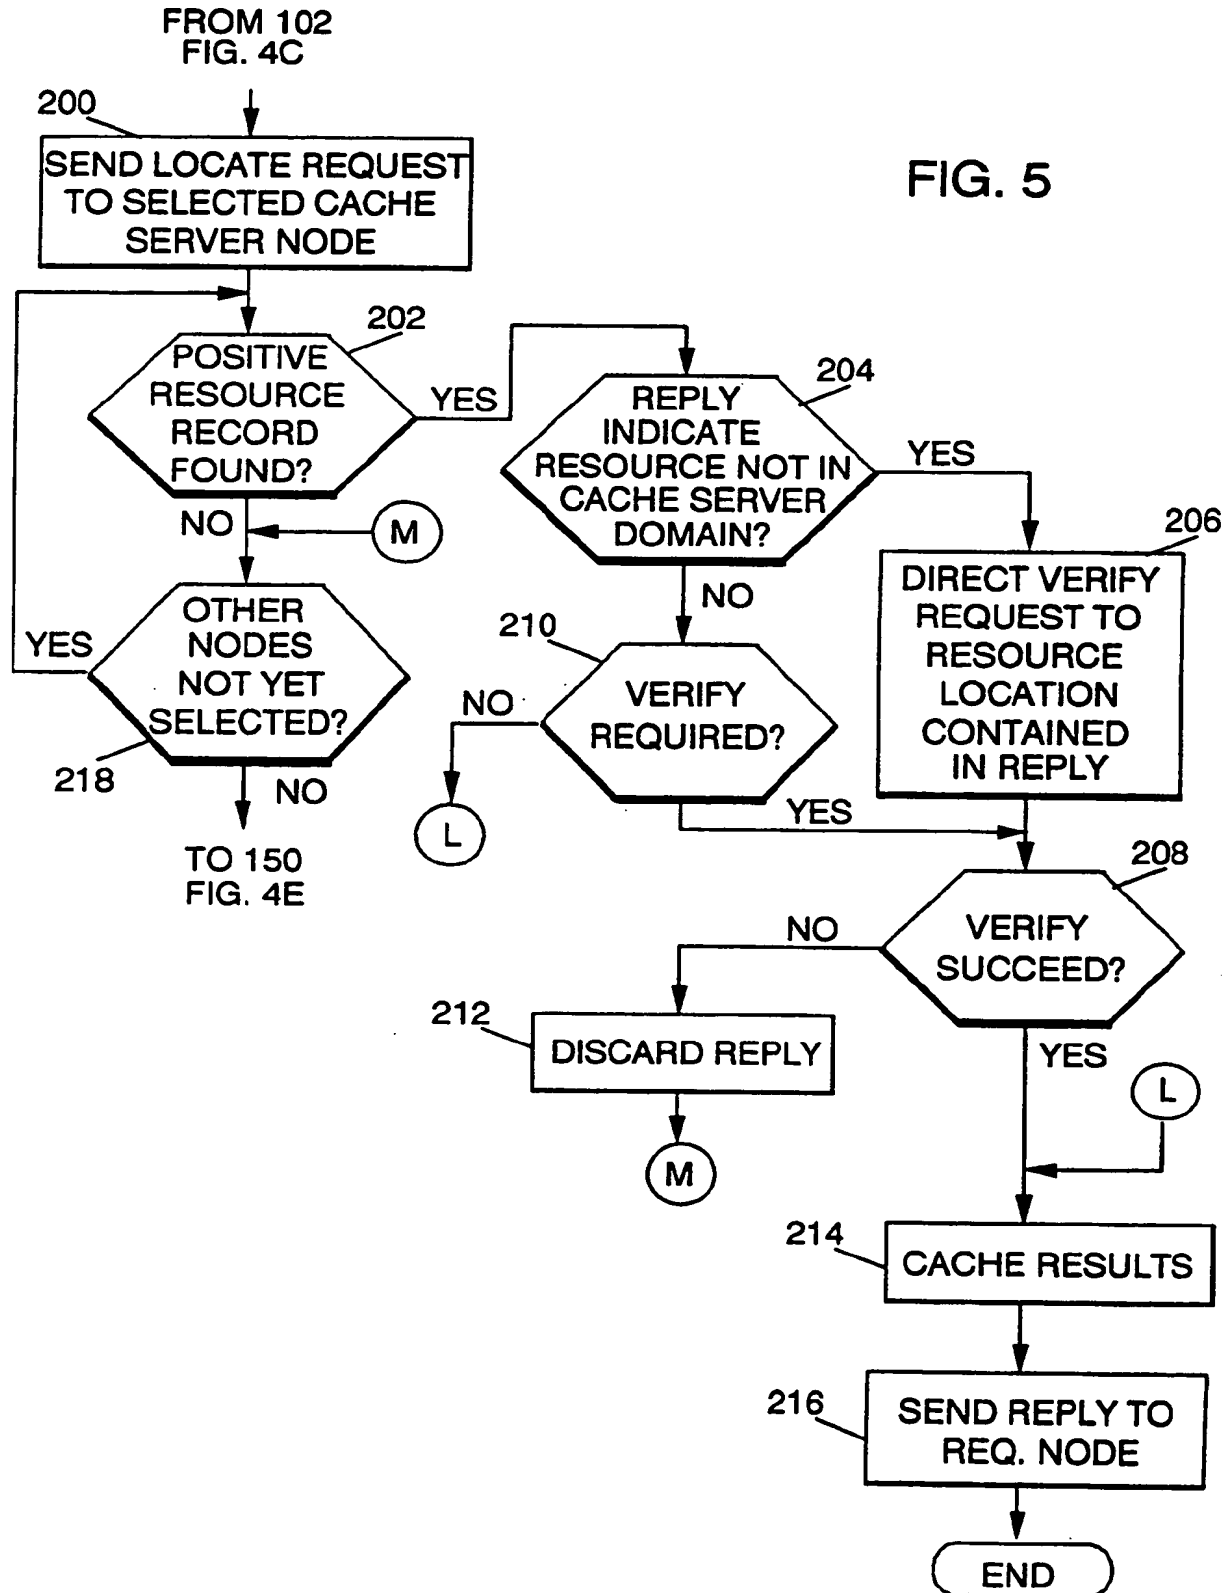 FROM 102
FIG. 4C
200
SEND LOCATE REQUEST
TO SELECTED CACHE
SERVER NODE
FIG. 5
202
POSITIVE
RESOURCE
RECORD
FOUND?
YES
204
REPLY
INDICATE
RESOURCE NOT IN
CACHE SERVER
DOMAIN?
YES
NO
M
206
DIRECT VERIFY
REQUEST TO
RESOURCE
LOCATION
CONTAINED
IN REPLY
OTHER
NODES
NOT YET
SELECTED?
YES
218
NO
TO 150
FIG. 4E
NO
210
VERIFY
REQUIRED?
NO
L
YES
208
VERIFY
SUCCEED?
NO
212
DISCARD REPLY
M
YES
L
214
CACHE RESULTS
216
SEND REPLY TO
REQ. NODE
END